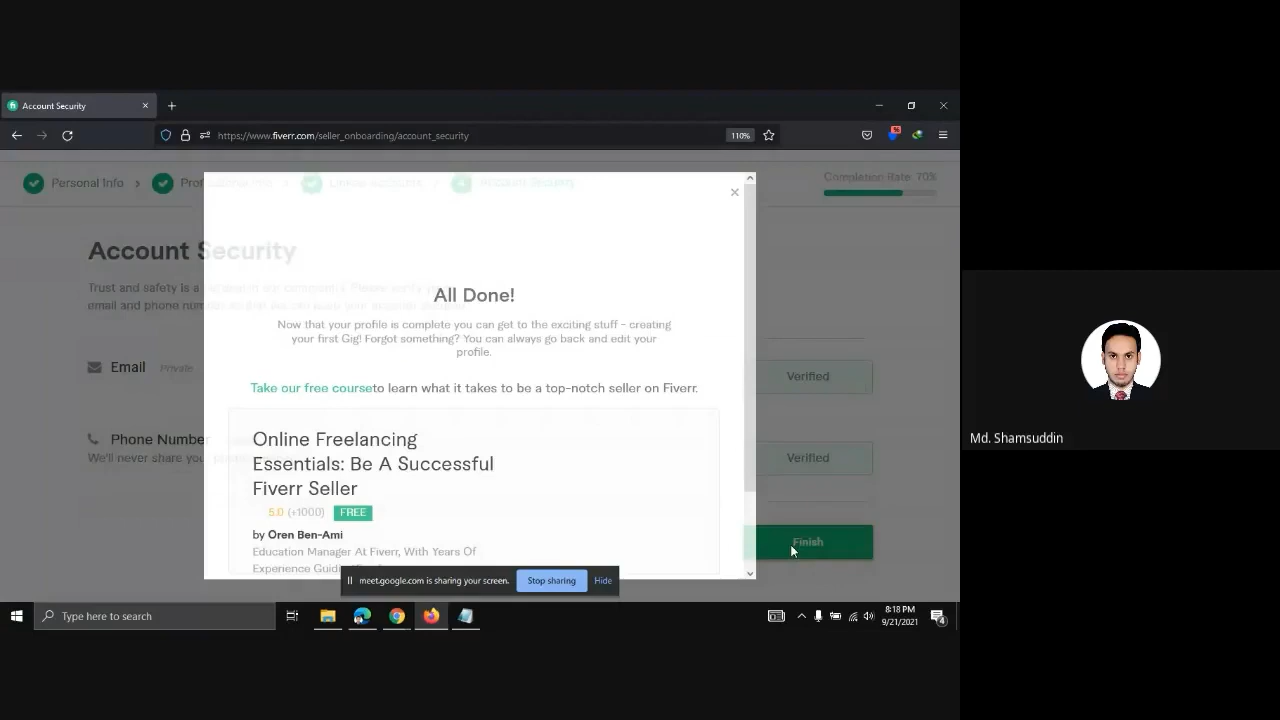 Account Security
https://www.fiverr.com/seller_onboarding/account_security
110%
Personal Info
Account Security
Completion Rate: 70%
Account Security
Trust and safety is a
email and phone
All Done!
Now that your profile is complete you can get to the exciting stuff - creating
your first Gig! Forgot something? You can always go back and edit your
profile.
Email Private
Verified
Take our free course to learn what it takes to be a top-notch seller on Fiverr.
Phone Number
We'll never share your
Verified
Online Freelancing
Essentials: Be A Successful
Fiverr Seller
5.0 (+1000) FREE
by Oren Ben-Ami
Education Manager At Fiverr, With Years Of
Experience
Finish
meet.google.com is sharing your screen.
Stop sharing
Hide
Type here to search
8:18 PM
9/21/2021
4
Md. Shamsuddin